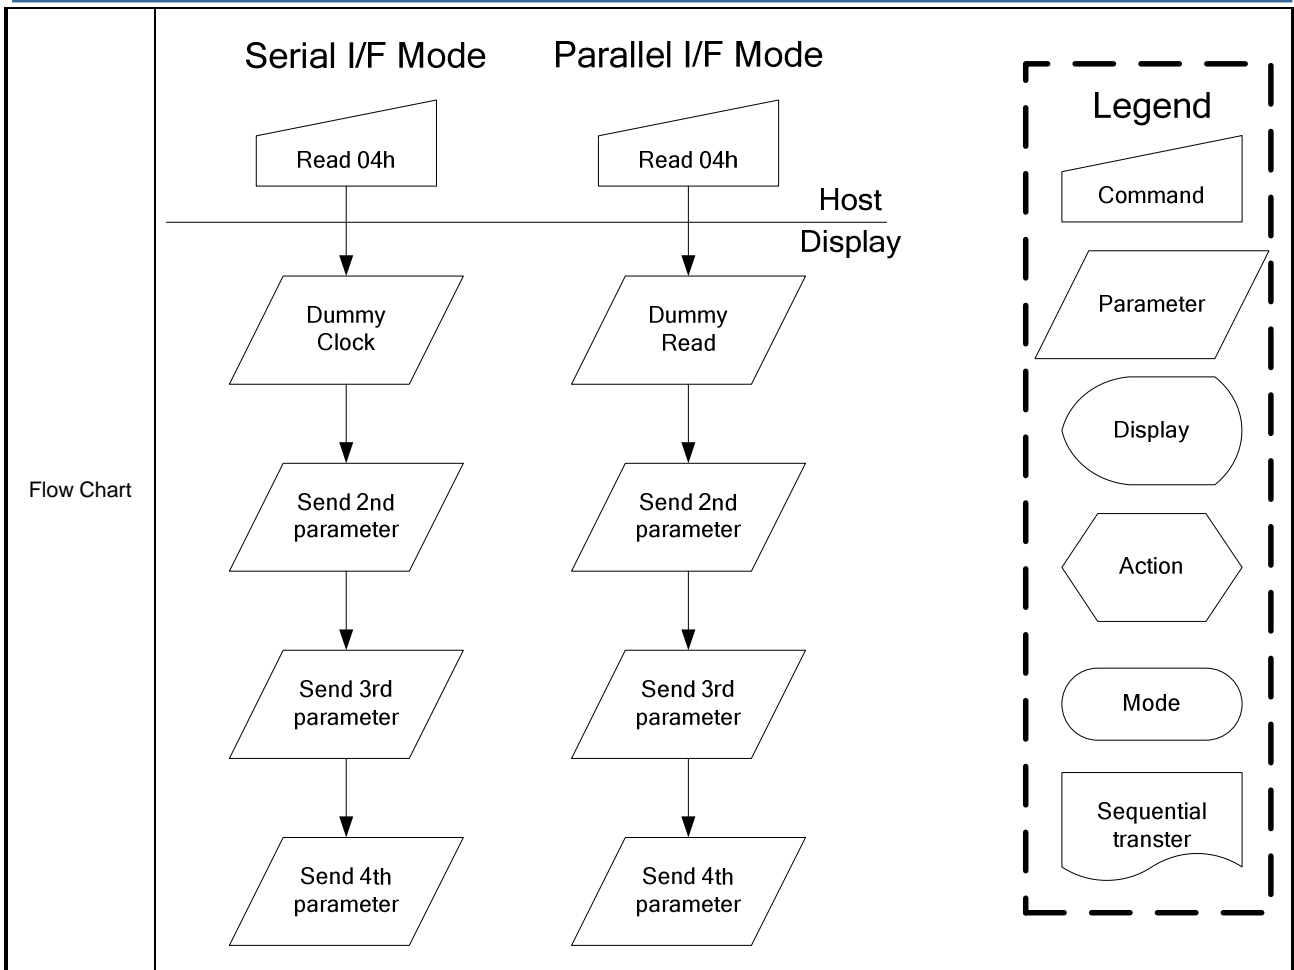 Flow Chart
Serial I/F Mode
Read 04h
Dummy
Clock
Send 2nd
parameter
Send 3rd
parameter
Send 4th
parameter
Parallel I/F Mode
Read 04h
Host
Display
Dummy
Read
Send 2nd
parameter
Send 3rd
parameter
Send 4th
parameter
Legend
Command
Parameter
Display
Action
Mode
Sequential
transter